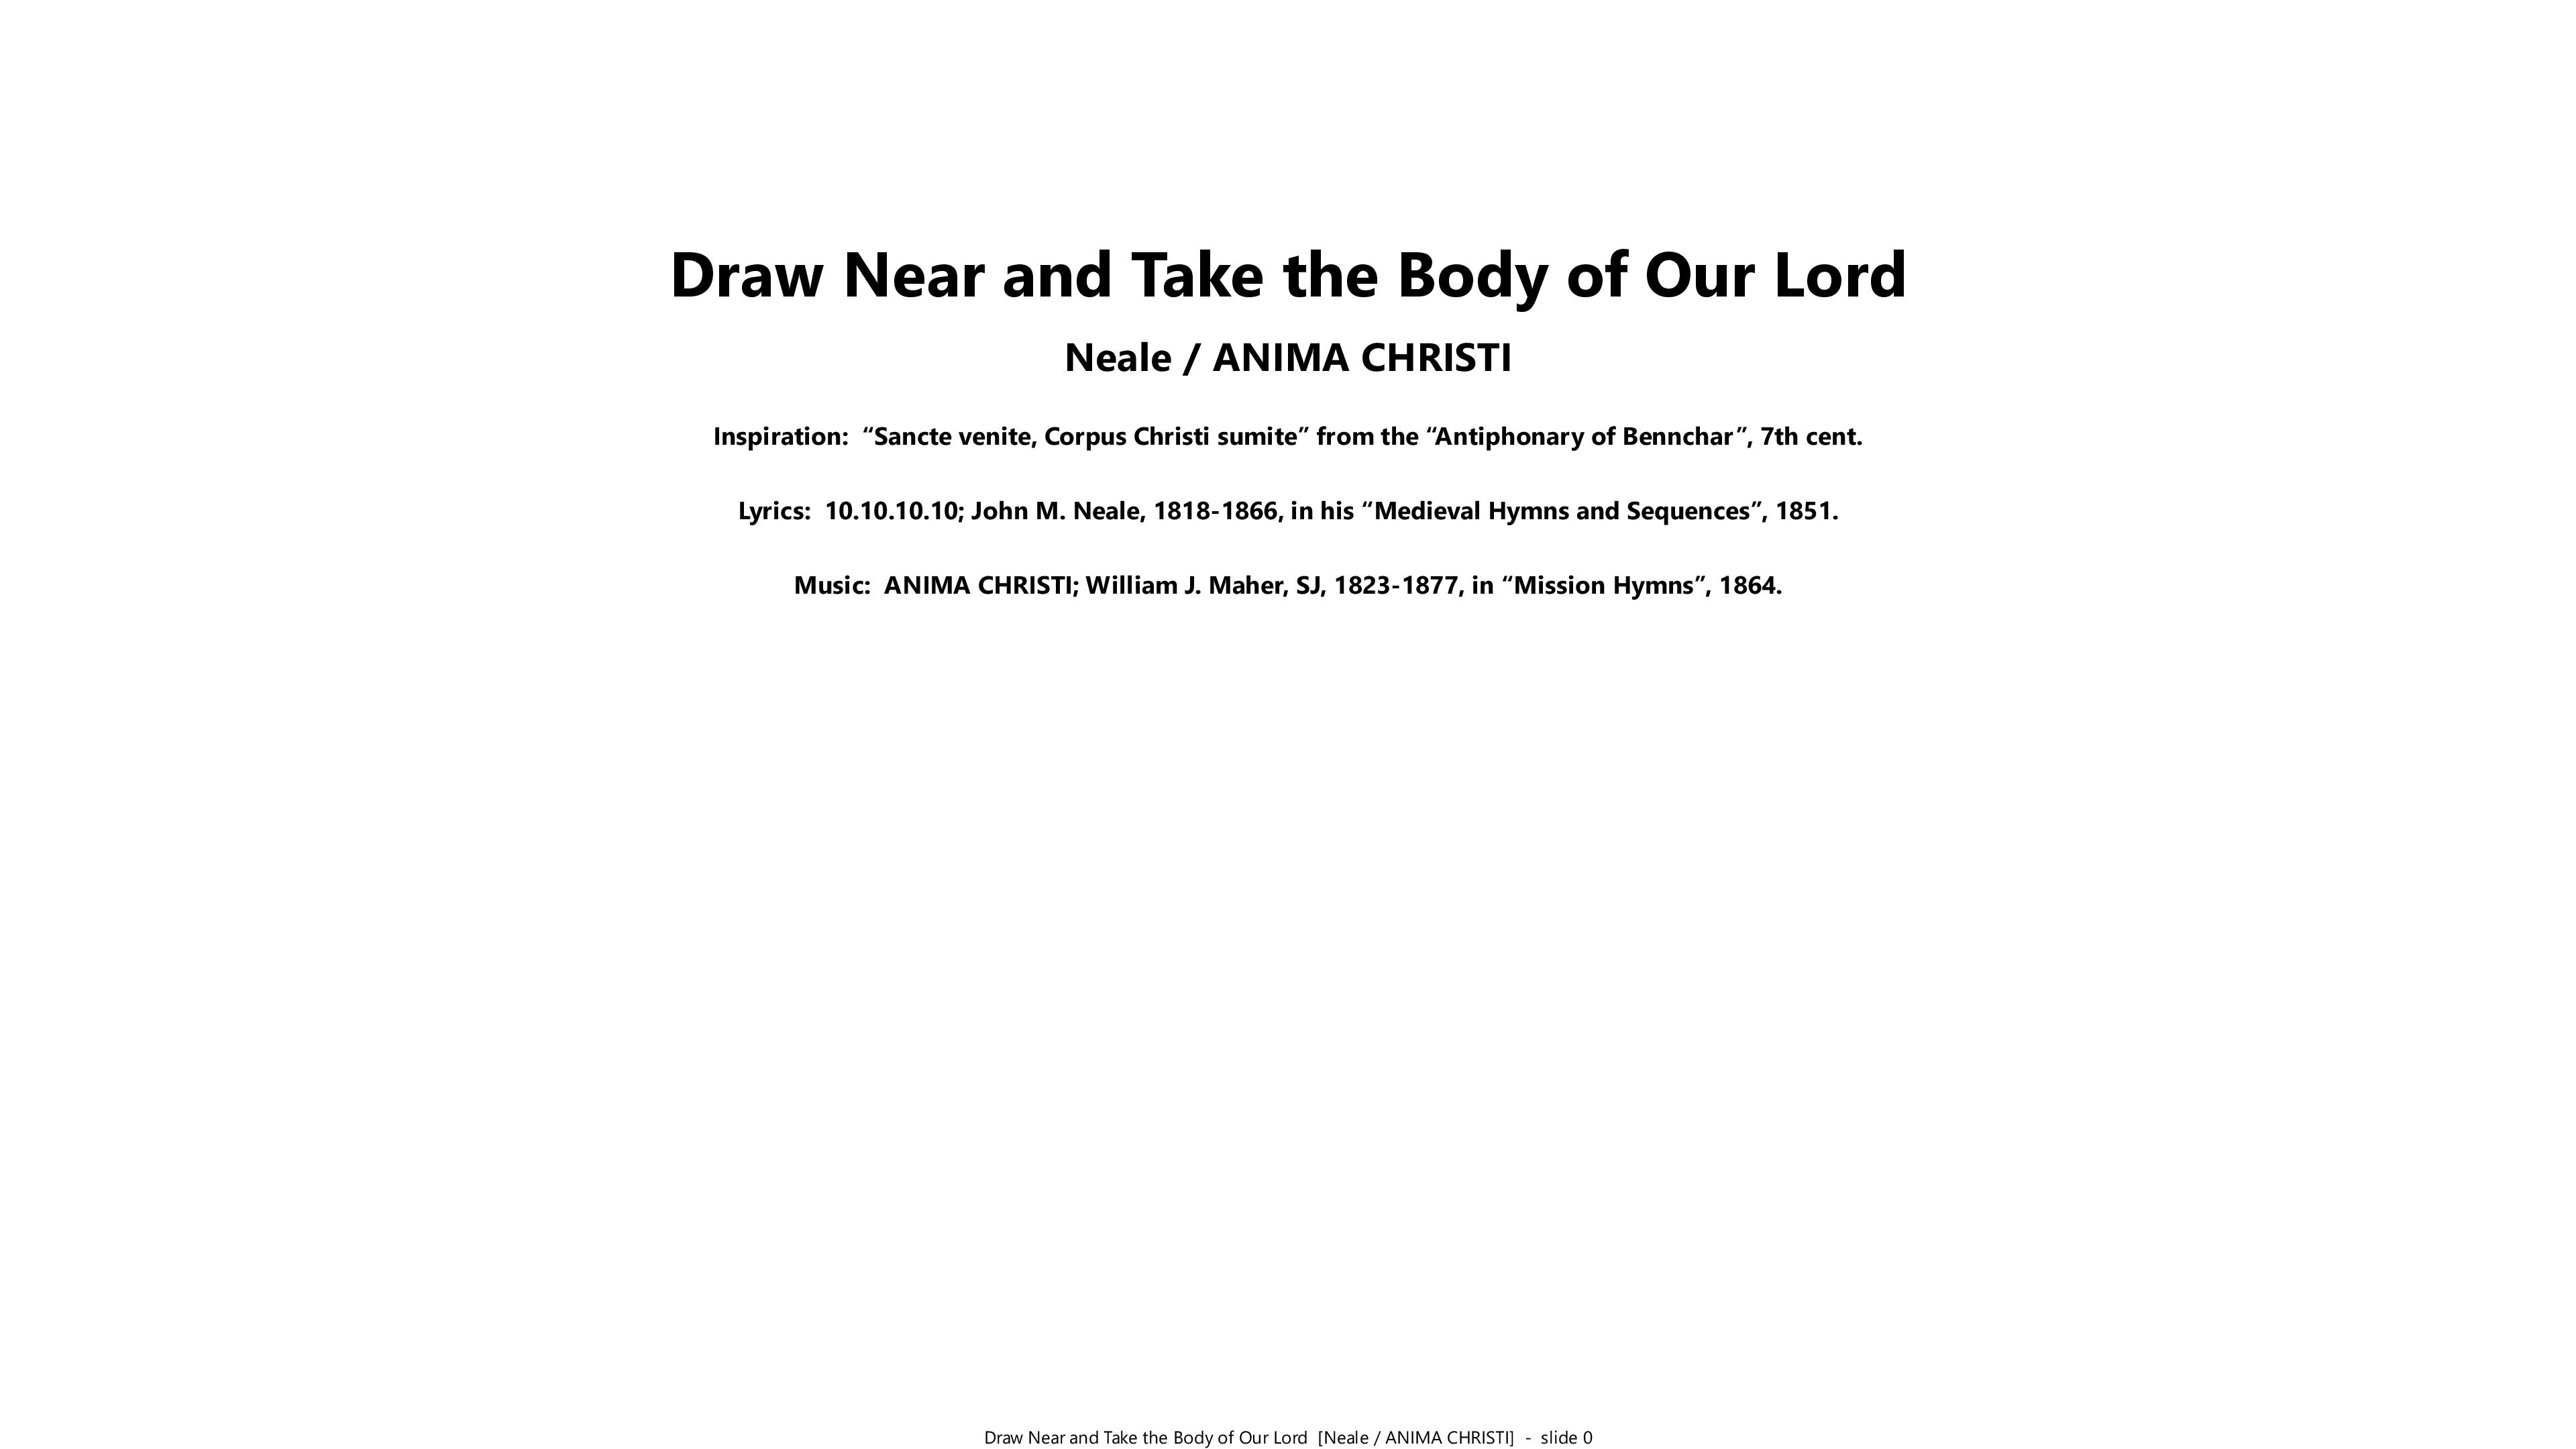 Draw Near and Take the Body of Our Lord
Neale / ANIMA CHRISTI
Inspiration:  “Sancte venite, Corpus Christi sumite” from the “Antiphonary of Bennchar”, 7th cent.
Lyrics:  10.10.10.10; John M. Neale, 1818-1866, in his “Medieval Hymns and Sequences”, 1851.
Music:  ANIMA CHRISTI; William J. Maher, SJ, 1823-1877, in “Mission Hymns”, 1864.
Draw Near and Take the Body of Our Lord  [Neale / ANIMA CHRISTI]  -  slide 0